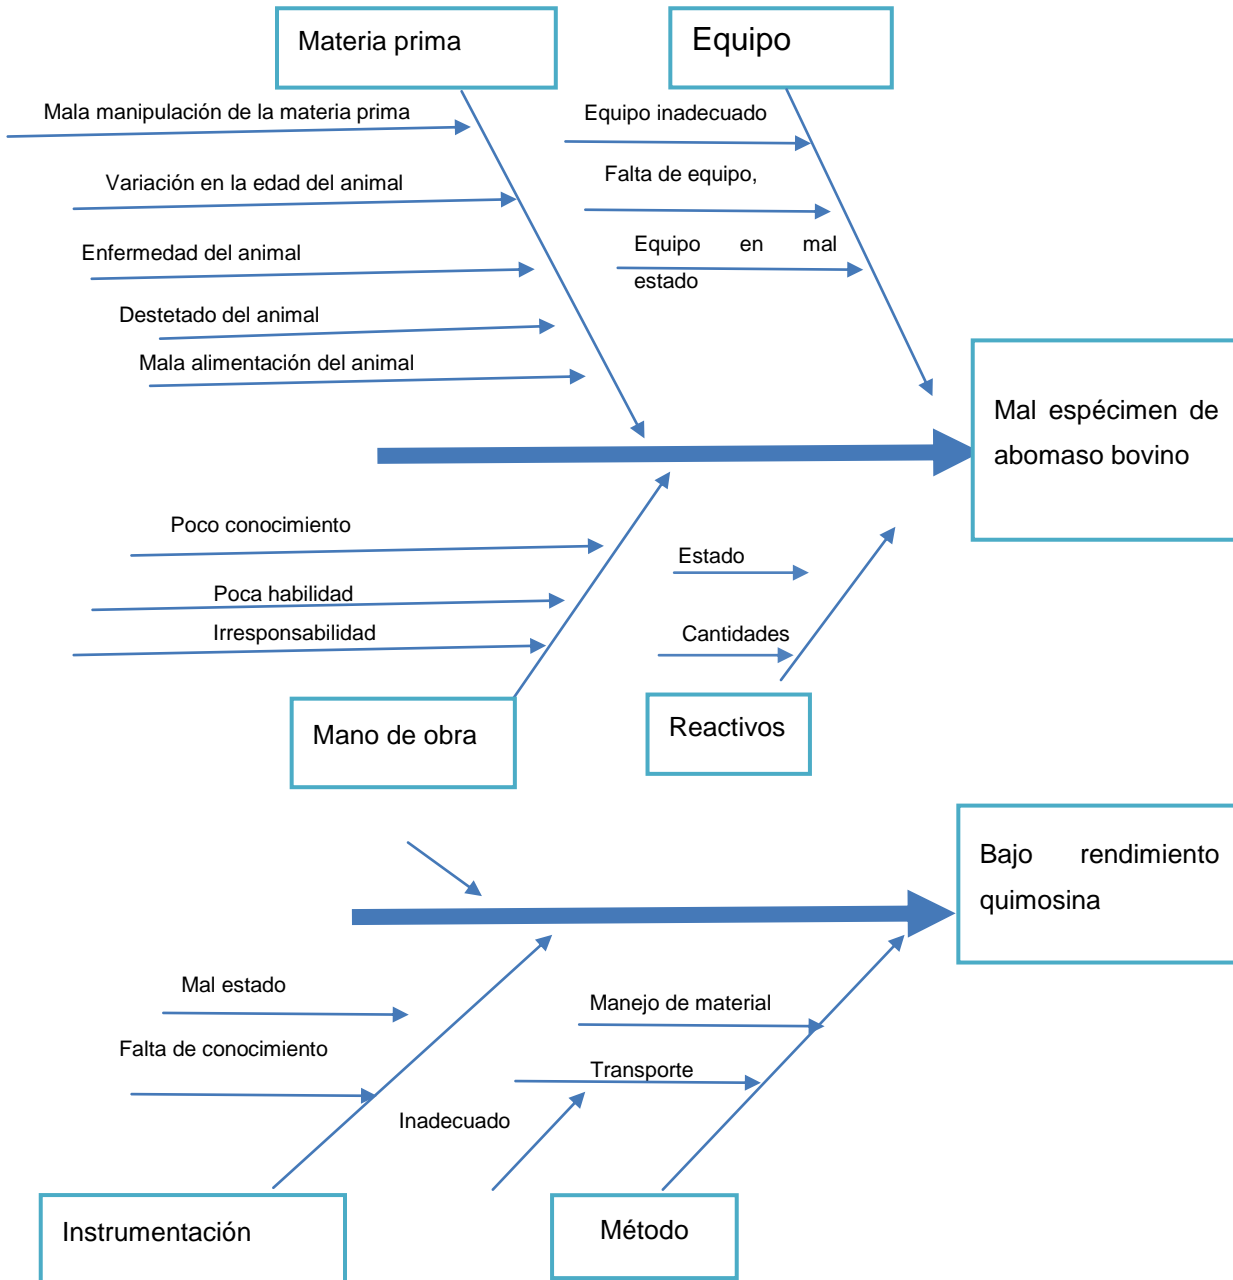 Materia prima
Equipo
Mala manipulación de la materia prima
Equipo inadecuado
Variación en la edad del animal
Falta de equipo,
Enfermedad del animal
Equipo en mal
estado
Destetado del animal
Mala alimentación del animal
Mal espécimen de
abomaso bovino
Poco conocimiento
Estado
Poca habilidad
Irresponsabilidad
Cantidades
Mano de obra
Reactivos
Bajo rendimiento
quimosina
Mal estado
Manejo de material
Falta de conocimiento
Transporte
Inadecuado
Instrumentación
Método